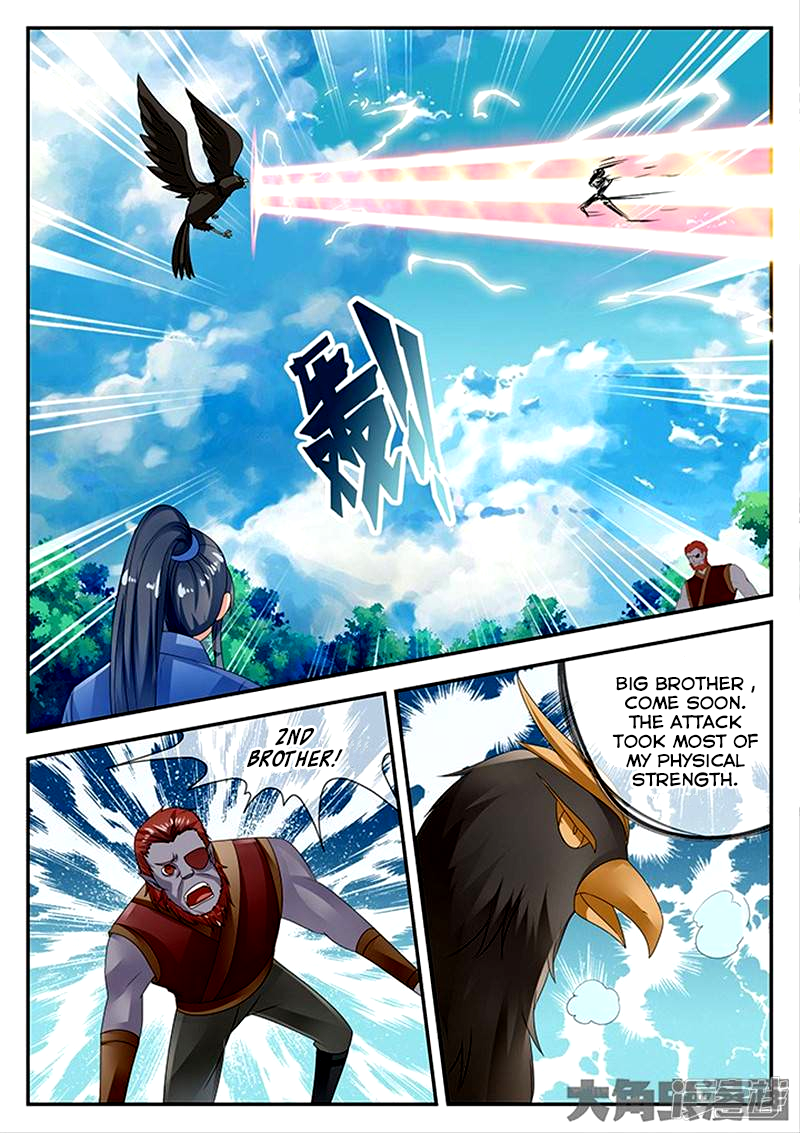 轰
2ND
BROTHER!
BIG BROTHER ,
COME SOON.
THE ATTACK
TOOK MOST OF
MY PHYSICAL
STRENGTH.
大角虫漫画